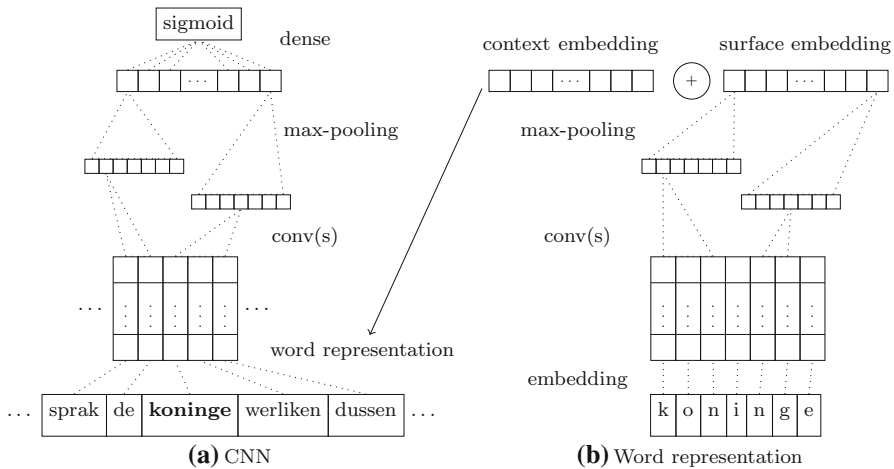 sigmoid
dense
...
max-pooling
conv(s)
... ...
word representation
... sprak de koninge werliken dussen ...
(a) CNN
context embedding surface embedding
... + ...
max-pooling
conv(s)
embedding
k o n i n g e
(b) Word representation